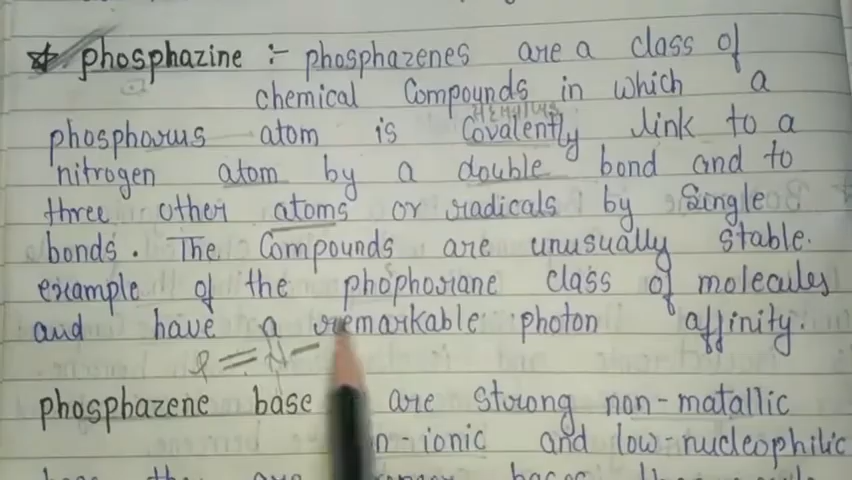 phosphazine :- phosphazenes are a class of
chemical Compounds in which a
phosphorus atom is Covalently link to a
nitrogen atom by a double bond and to
three other atoms or radicals by Single
bonds. The Compounds are unusually stable.
example of the phophorane class of molecules
and have a remarkable photon affinity.
P=N-
phosphazene base are strong non-matallic
n-ionic and low-nucleophilic